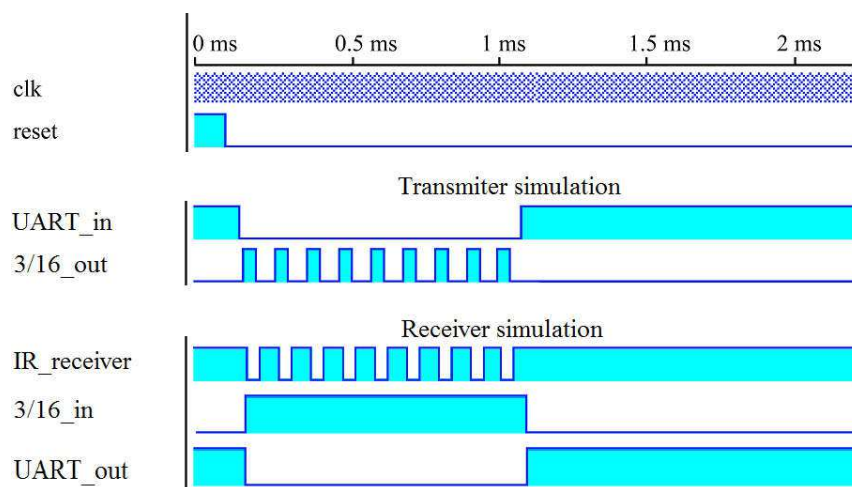 0 ms 0.5 ms 1 ms 1.5 ms 2 ms
clk
reset
Transmiter simulation
UART_in
3/16_out
Receiver simulation
IR_receiver
3/16_in
UART_out